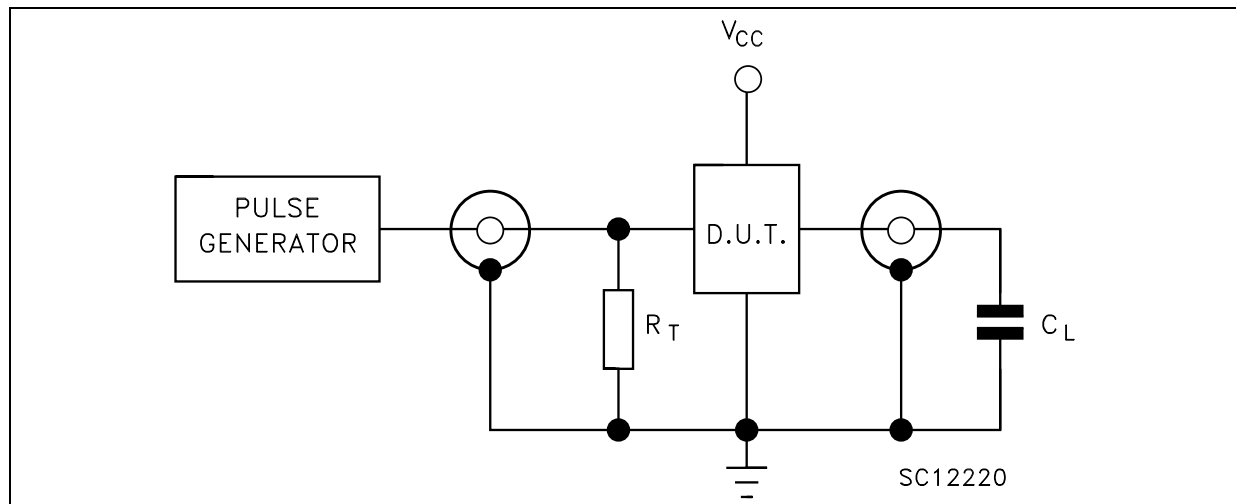 VCC
PULSE
GENERATOR
D.U.T.
RT
CL
SC12220